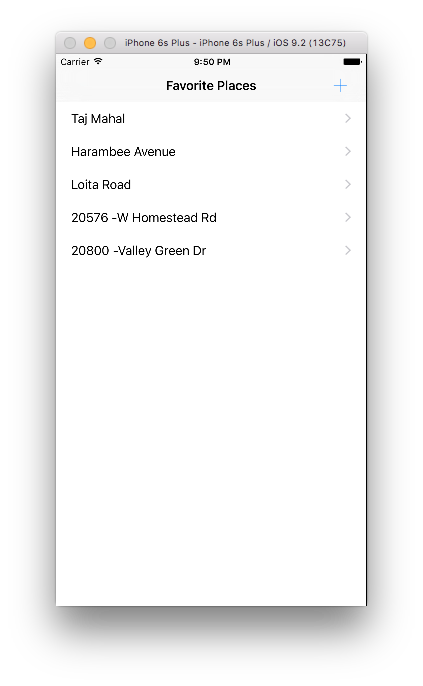 iPhone 6s Plus - iPhone 6s Plus / iOS 9.2 (13C75)
Carrier 9:50 PM
Favorite Places
Taj Mahal
Harambee Avenue
Loita Road
20576 -W Homestead Rd
20800 -Valley Green Dr